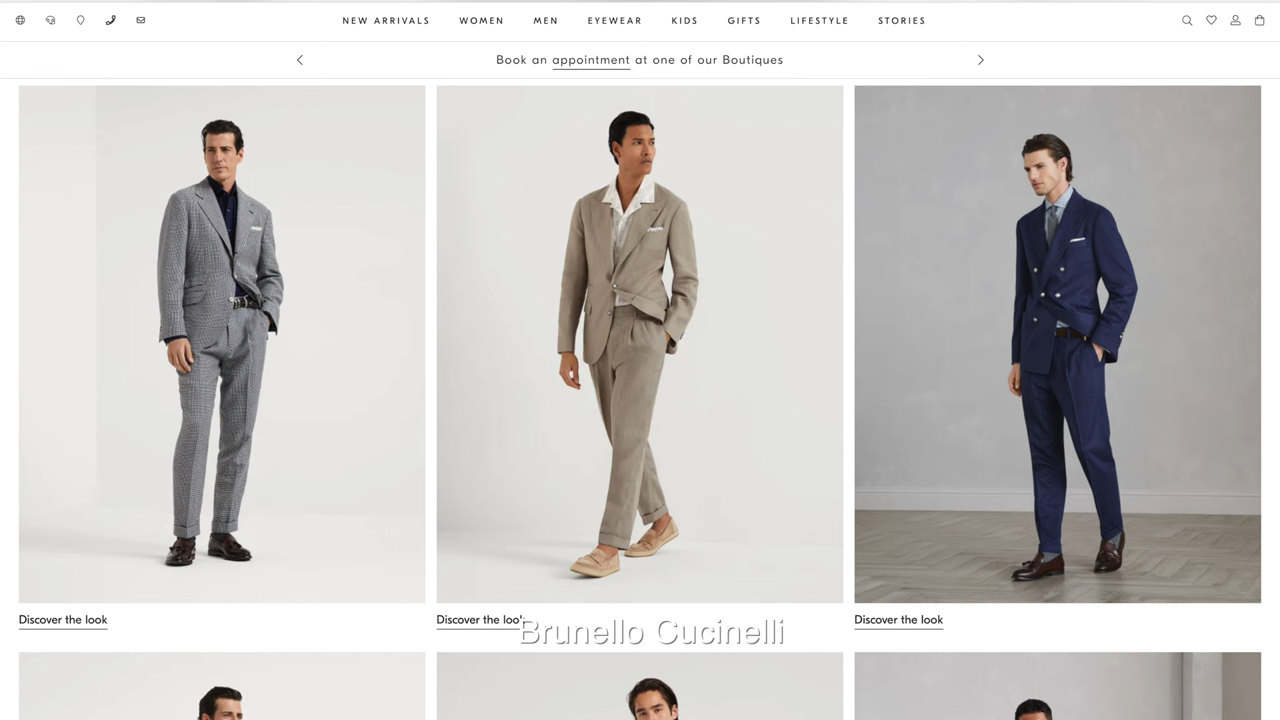 NEW ARRIVALS WOMEN MEN EYEWEAR KIDS GIFTS LIFESTYLE STORIES
Book an appointment at one of our Boutiques
Discover the look
Discover the look
Discover the look
Brunello Cucinelli